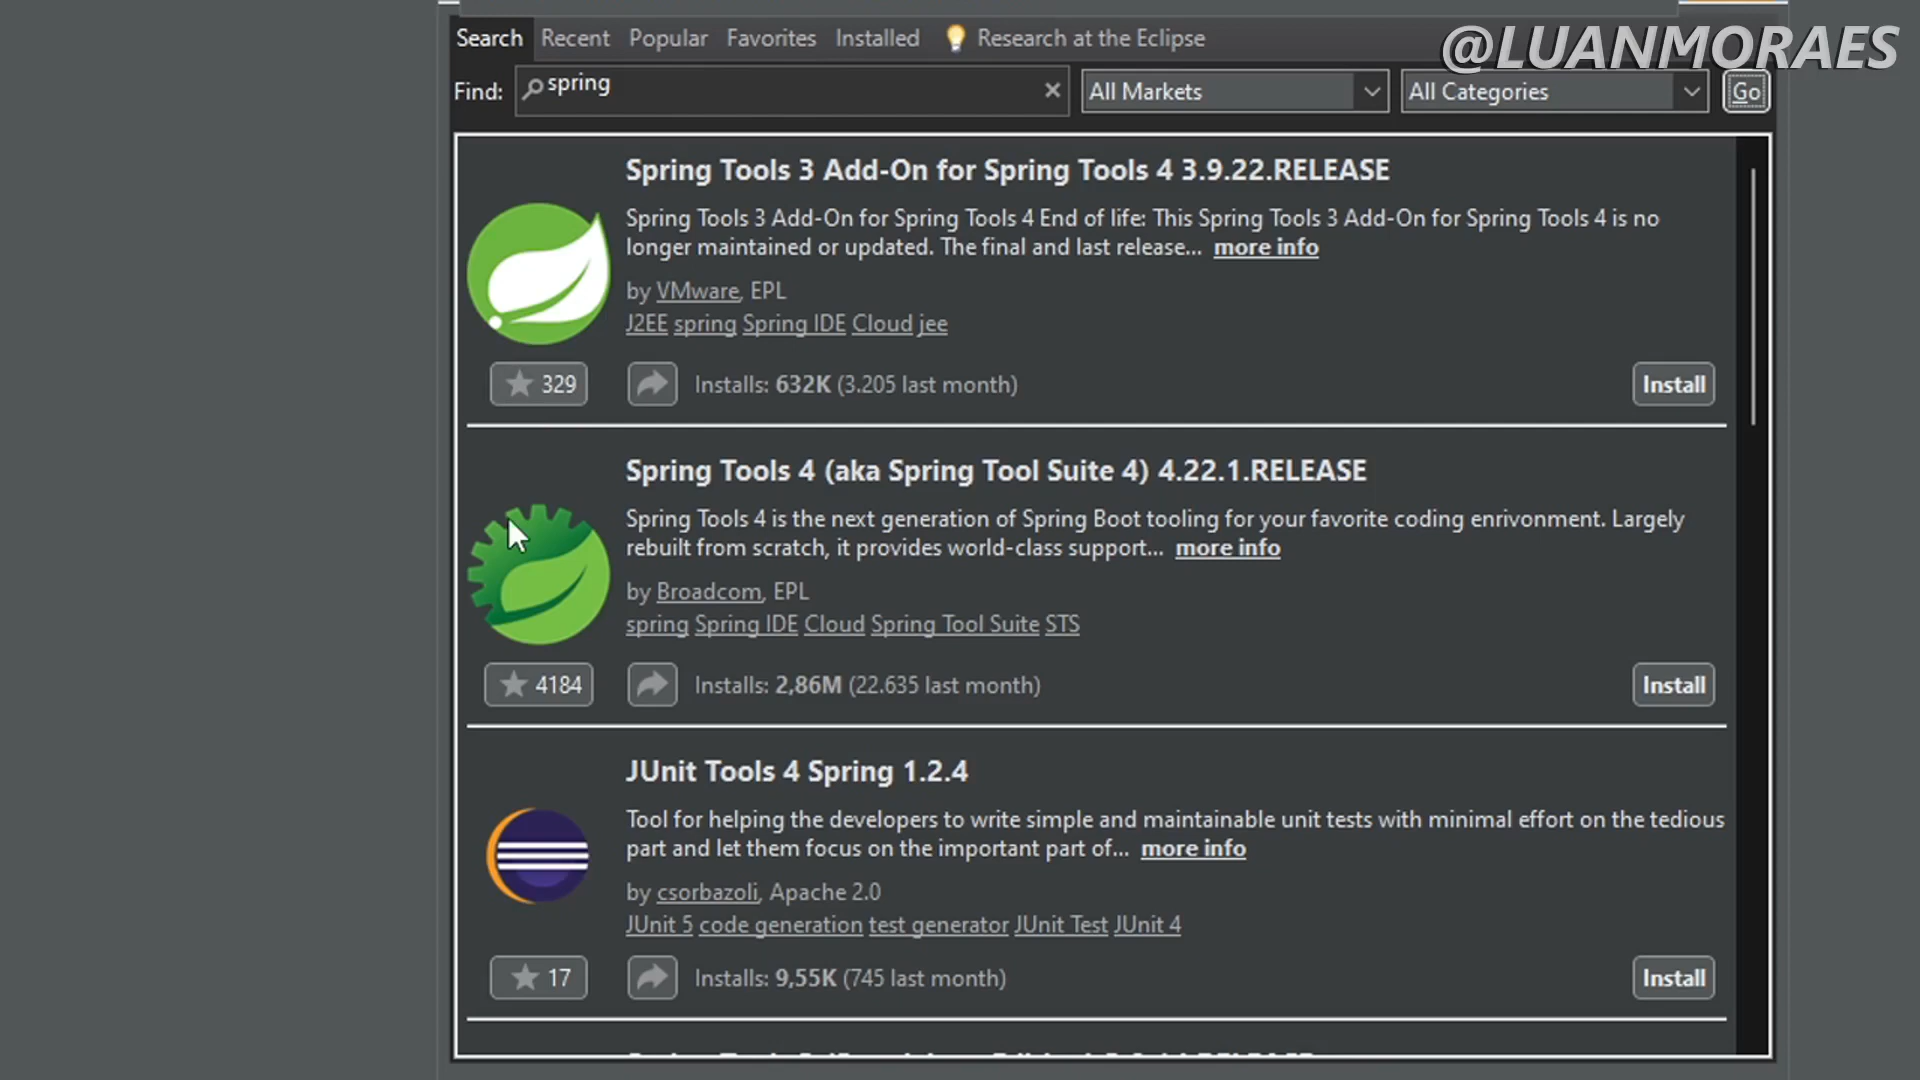 @LUANMORAES
Search Recent Popular Favorites Installed Research at the Eclipse
Find: spring All Markets All Categories Go
Spring Tools 3 Add-On for Spring Tools 4 3.9.22.RELEASE
Spring Tools 3 Add-On for Spring Tools 4 End of life: This Spring Tools 3 Add-On for Spring Tools 4 is no
longer maintained or updated. The final and last release... more info
by VMware, EPL
J2EE spring Spring IDE Cloud jee
329 Installs: 632K (3.205 last month) Install
Spring Tools 4 (aka Spring Tool Suite 4) 4.22.1.RELEASE
Spring Tools 4 is the next generation of Spring Boot tooling for your favorite coding enrivonment. Largely
rebuilt from scratch, it provides world-class support... more info
by Broadcom, EPL
spring Spring IDE Cloud Spring Tool Suite STS
4184 Installs: 2,86M (22.635 last month) Install
JUnit Tools 4 Spring 1.2.4
Tool for helping the developers to write simple and maintainable unit tests with minimal effort on the tedious
part and let them focus on the important part of... more info
by csorbazoli, Apache 2.0
JUnit 5 code generation test generator JUnit Test JUnit 4
17 Installs: 9,55K (745 last month) Install